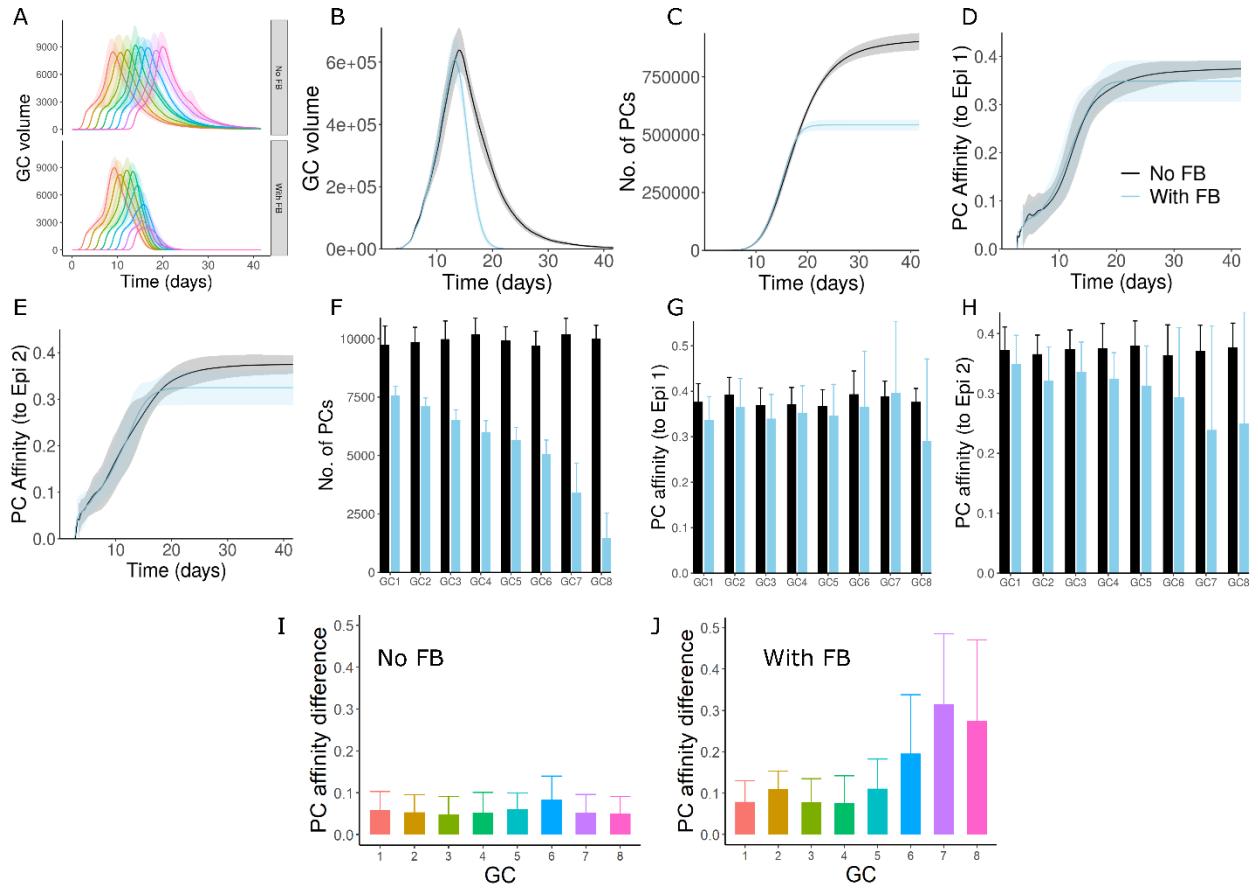 A
GC volume
9000
6000
3000
0
No FB
9000
6000
3000
0
With FB
0 10 20 30 40
Time (days)
B
GC volume
6e+05
4e+05
2e+05
0e+00
10 20 30 40
Time (days)
C
No. of PCs
750000
500000
250000
0
10 20 30 40
Time (days)
D
PC Affinity (to Epi 1)
0.4
0.3
0.2
0.1
0.0
No FB
With FB
10 20 30 40
Time (days)
E
PC Affinity (to Epi 2)
0.4
0.3
0.2
0.1
0.0
10 20 30 40
Time (days)
F
No. of PCs
10000
7500
5000
2500
0
GC1 GC2 GC3 GC4 GC5 GC6 GC7 GC8
G
PC affinity (to Epi 1)
0.5
0.4
0.3
0.2
0.1
0.0
GC1 GC2 GC3 GC4 GC5 GC6 GC7 GC8
H
PC affinity (to Epi 2)
0.4
0.3
0.2
0.1
0.0
GC1 GC2 GC3 GC4 GC5 GC6 GC7 GC8
I
No FB
PC affinity difference
0.5
0.4
0.3
0.2
0.1
0.0
1 2 3 4 5 6 7 8
GC
J
With FB
PC affinity difference
0.5
0.4
0.3
0.2
0.1
0.0
1 2 3 4 5 6 7 8
GC